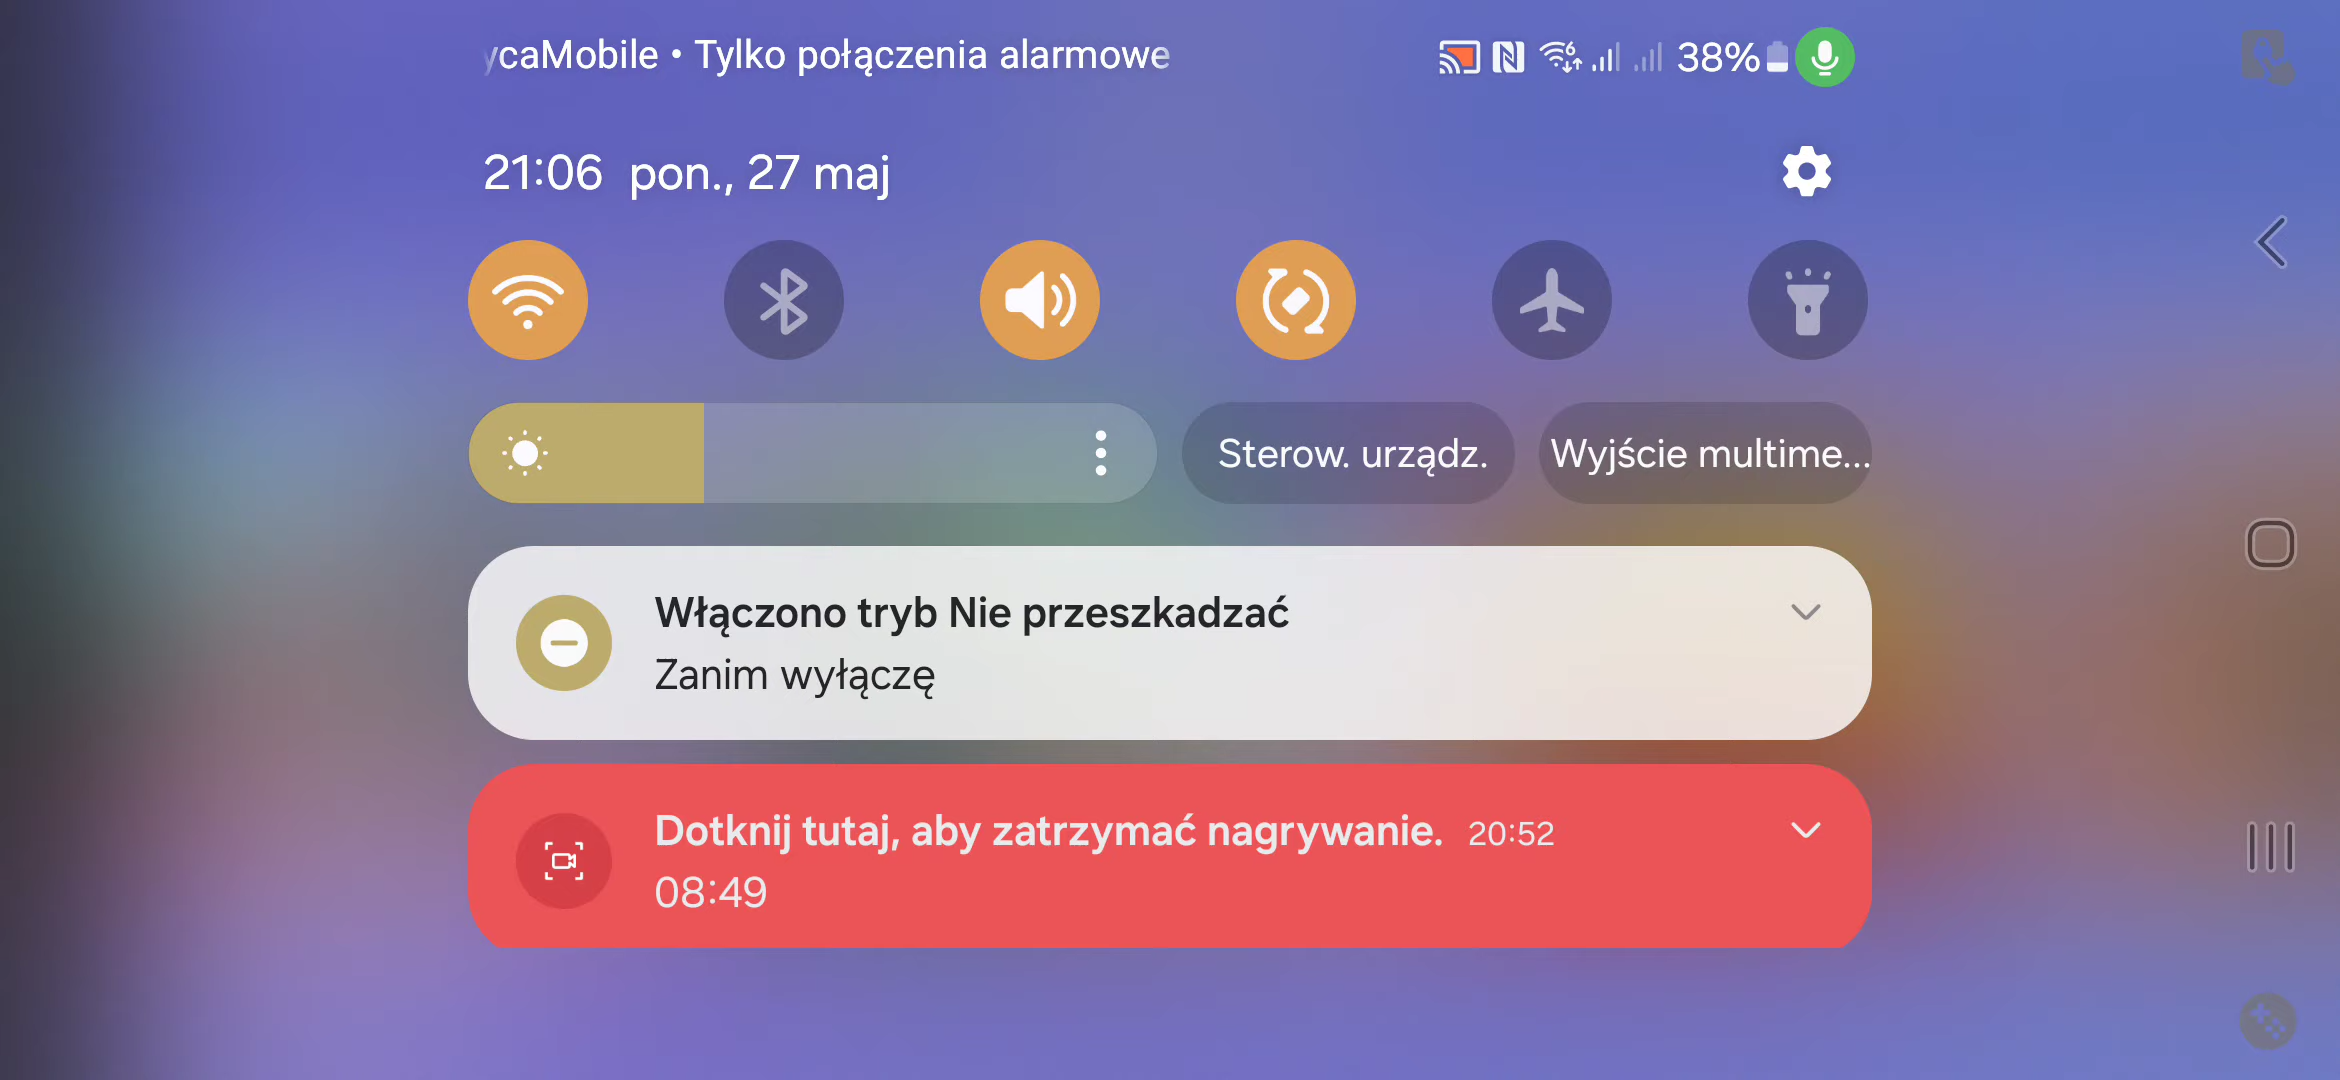 ycaMobile • Tylko połączenia alarmowe
38%
21:06 pon., 27 maj
Sterow. urządz.
Wyjście multime...
Włączono tryb Nie przeszkadzać
Zanim wyłączę
Dotknij tutaj, aby zatrzymać nagrywanie. 20:52
08:49